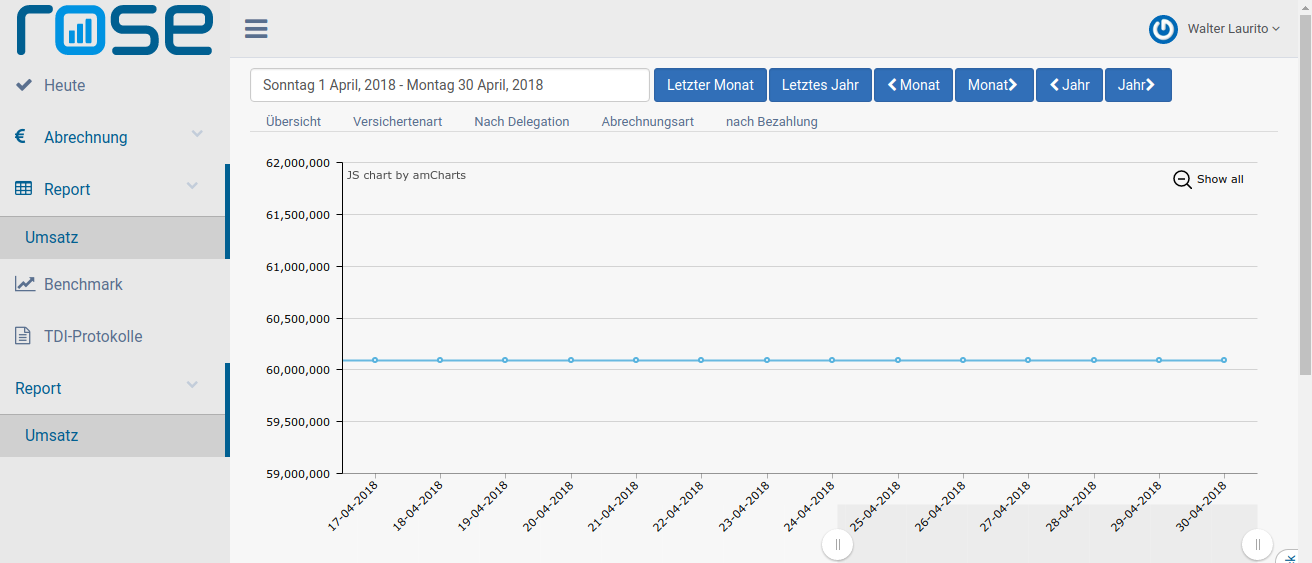 rose
Walter Laurito
Heute
Abrechnung
Report
Umsatz
Benchmark
TDI-Protokolle
Report
Umsatz
Sonntag 1 April, 2018 - Montag 30 April, 2018
Letzter Monat
Letztes Jahr
Monat
Monat
Jahr
Jahr
Übersicht
Versichertenart
Nach Delegation
Abrechnungsart
nach Bezahlung
JS chart by amCharts
Show all
62,000,000
61,500,000
61,000,000
60,500,000
60,000,000
59,500,000
59,000,000
17-04-2018
18-04-2018
19-04-2018
20-04-2018
21-04-2018
22-04-2018
23-04-2018
24-04-2018
25-04-2018
26-04-2018
27-04-2018
28-04-2018
29-04-2018
30-04-2018